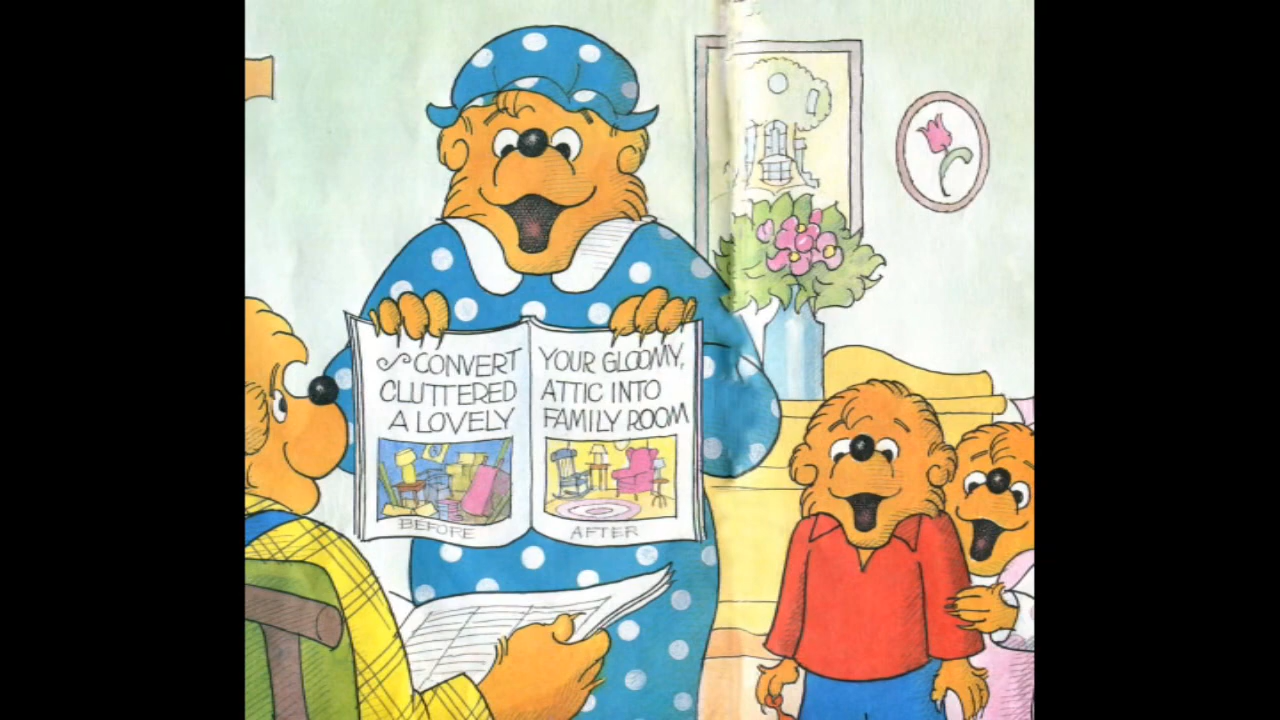 CONVERT YOUR GLOOMY,
CLUTTERED ATTIC INTO
A LOVELY FAMILY ROOM
BEFORE AFTER